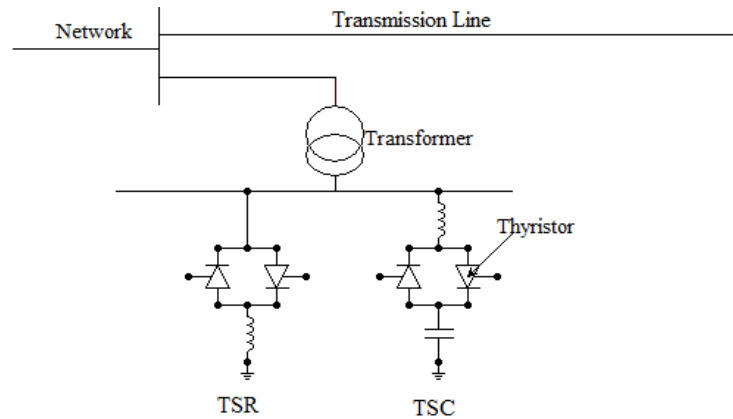 Transmission Line
Network
Transformer
Thyristor
TSR
TSC